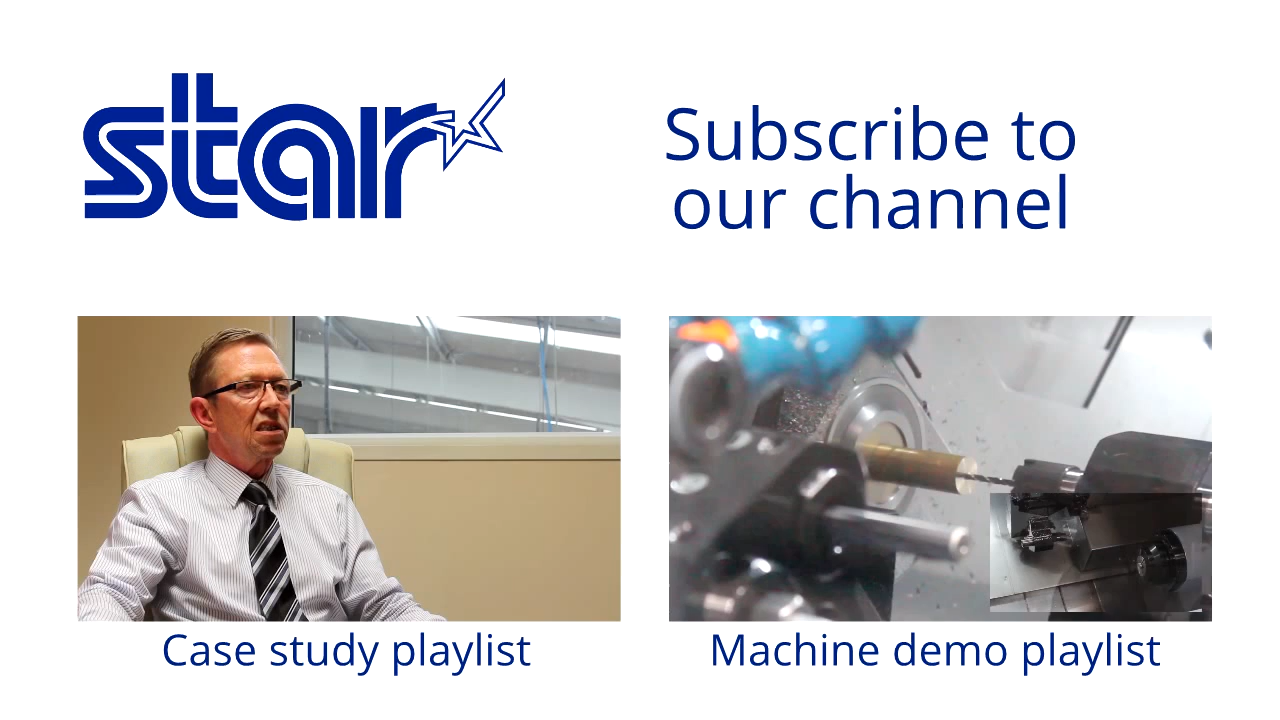 star
Subscribe to
our channel
Case study playlist
Machine demo playlist